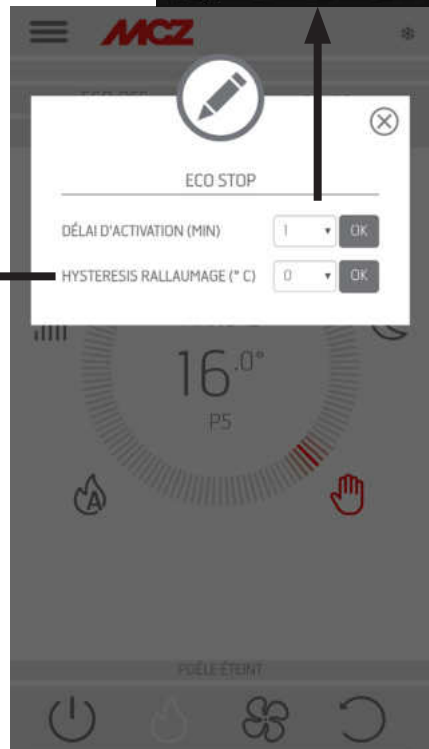 MCZ
ECO STOP
DÉLAI D'ACTIVATION (MIN) 1 OK
HYSTERESIS RALLAUMAGE (° C) 0 OK
16.0°
P5
A
POÊLE ÉTEINT